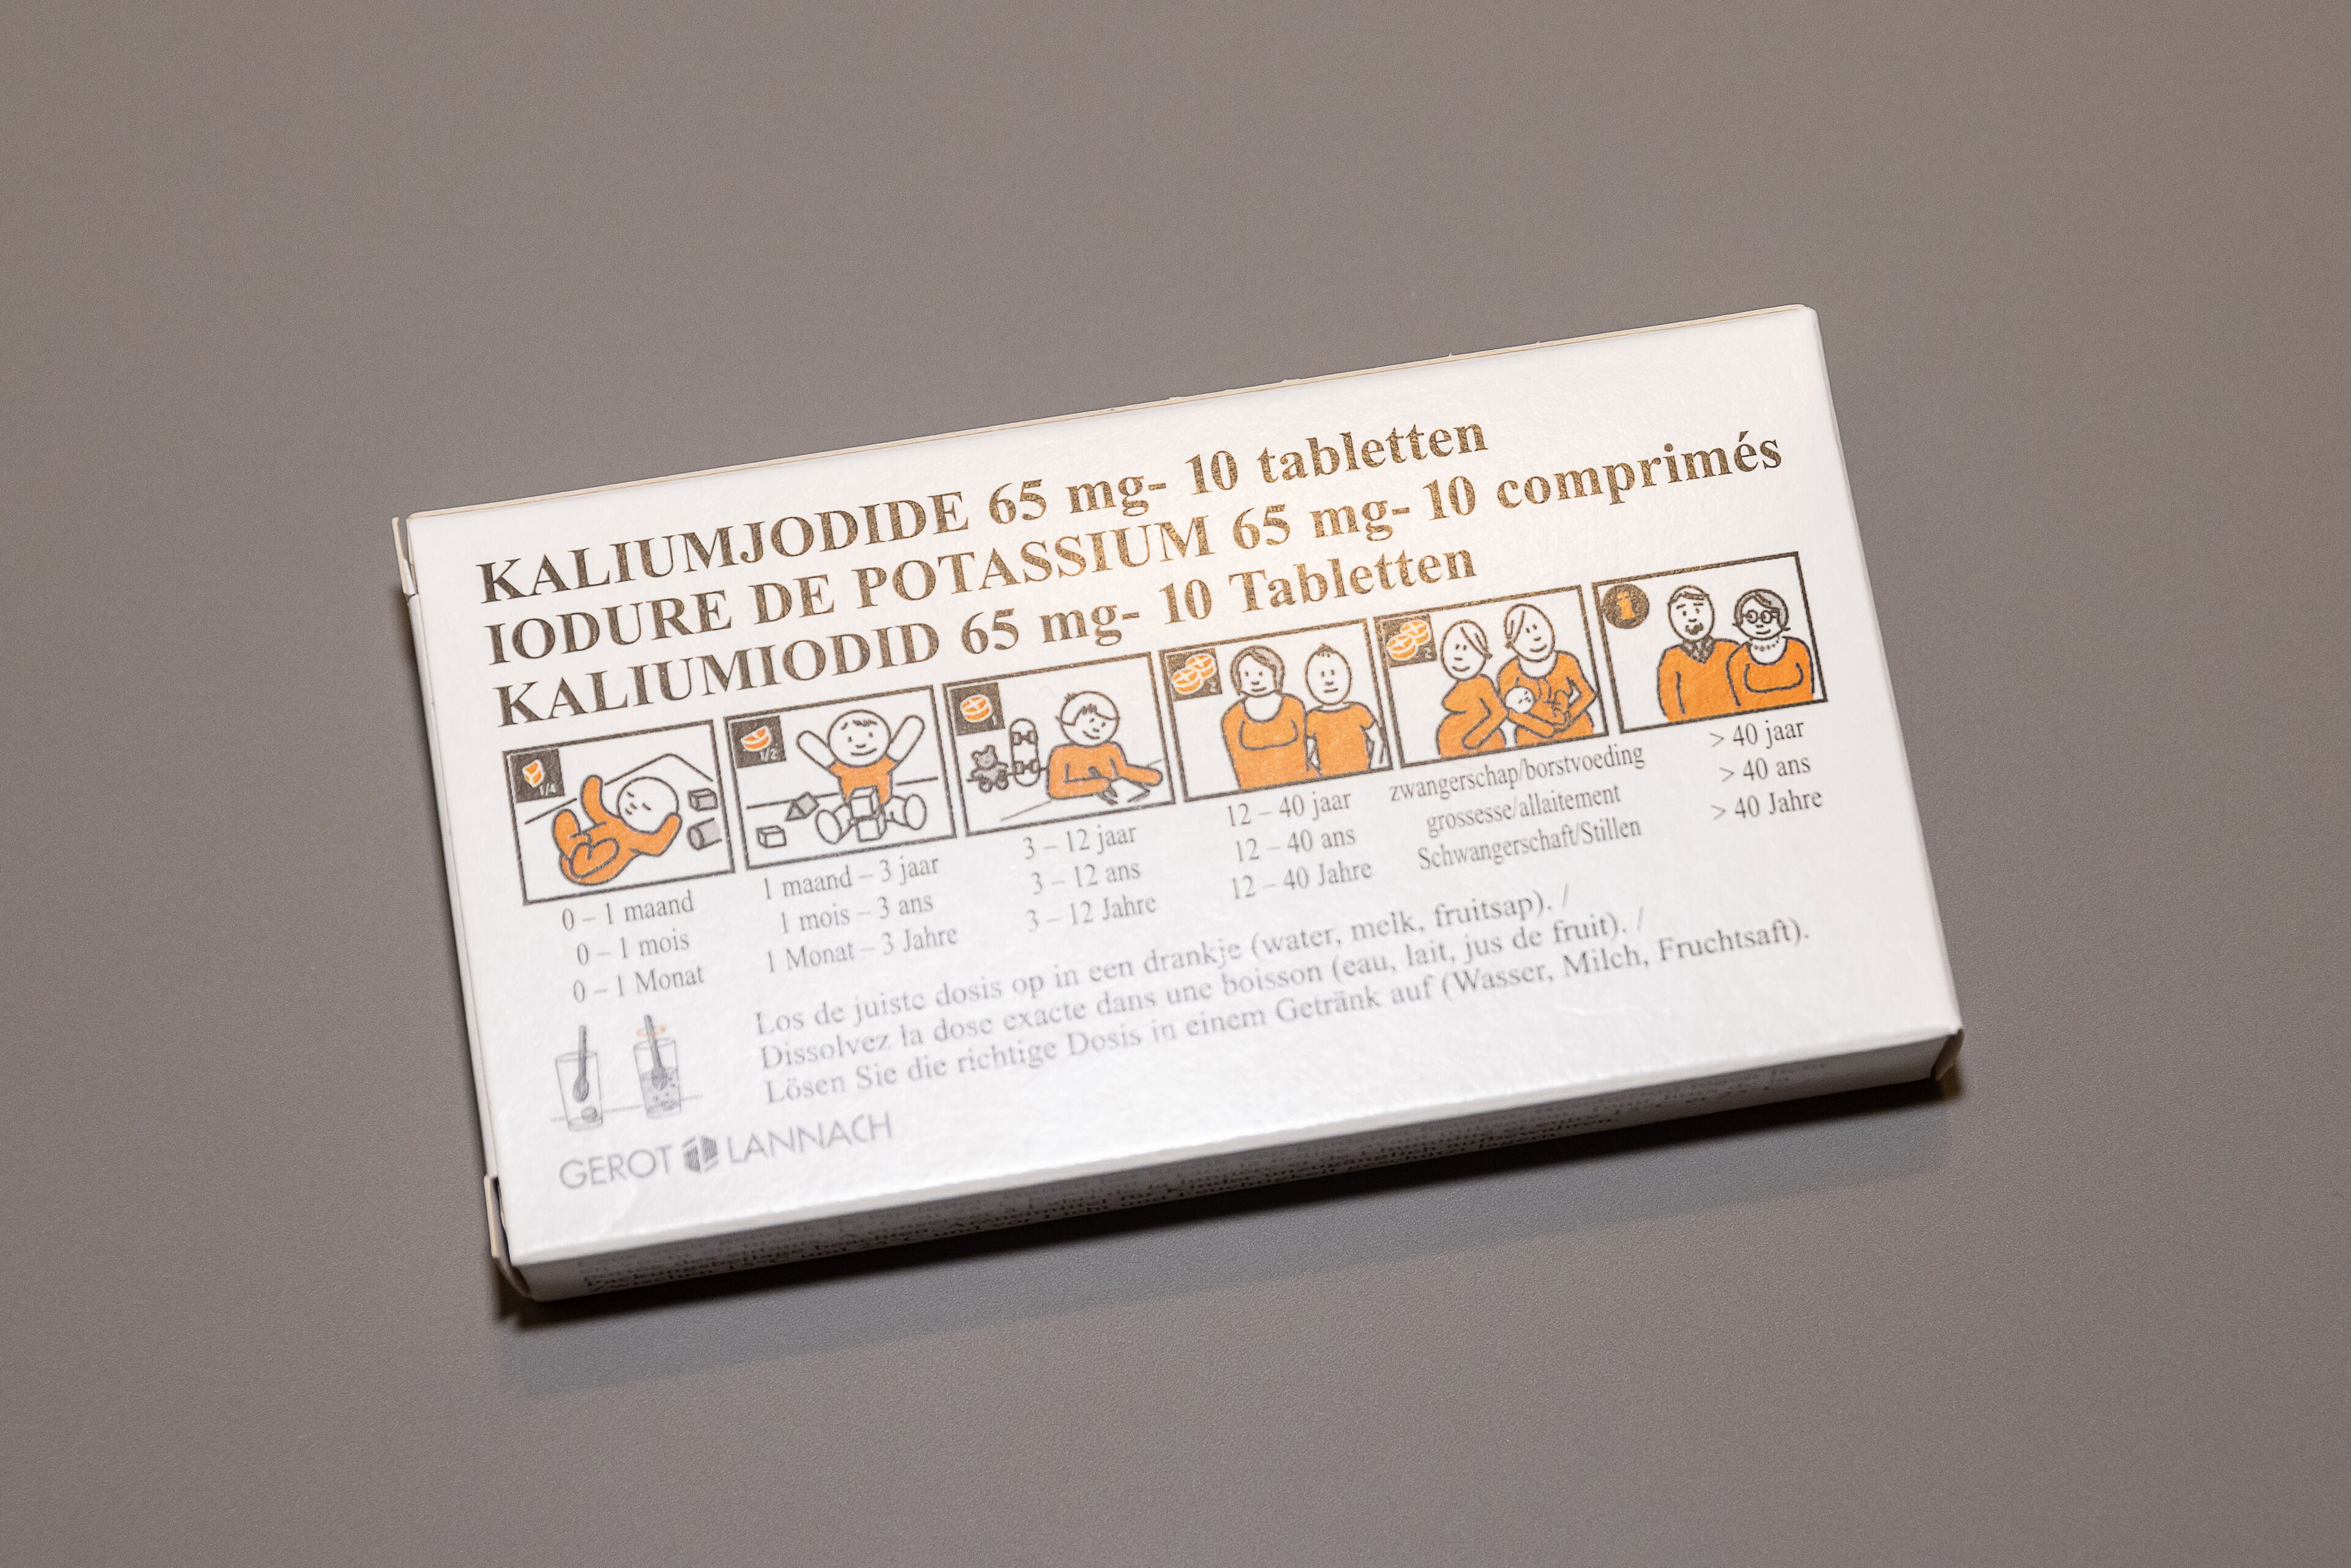 KALIUMJODIDE 65 mg- 10 tabletten
IODURE DE POTASSIUM 65 mg- 10 comprimés
KALIUMIODID 65 mg- 10 Tabletten
1/4
1/2
1
2
2
i
0 – 1 maand
0 – 1 mois
0 – 1 Monat
1 maand – 3 jaar
1 mois – 3 ans
1 Monat – 3 Jahre
3 – 12 jaar
3 – 12 ans
3 – 12 Jahre
12 – 40 jaar
12 – 40 ans
12 – 40 Jahre
zwangerschap/borstvoeding
grossesse/allaitement
Schwangerschaft/Stillen
> 40 jaar
> 40 ans
> 40 Jahre
Los de juiste dosis op in een drankje (water, melk, fruitsap). /
Dissolvez la dose exacte dans une boisson (eau, lait, jus de fruit). /
Lösen Sie die richtige Dosis in einem Getränk auf (Wasser, Milch, Fruchtsaft).
GEROT LANNACH